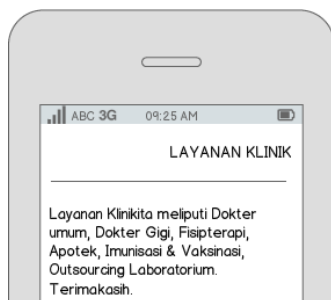 ABC 3G 09:25 AM
LAYANAN KLINIK
Layanan Klinikita meliputi Dokter
umum, Dokter Gigi, Fisipterapi,
Apotek, Imunisasi & Vaksinasi,
Outsourcing Laboratorium.
Terimakasih.